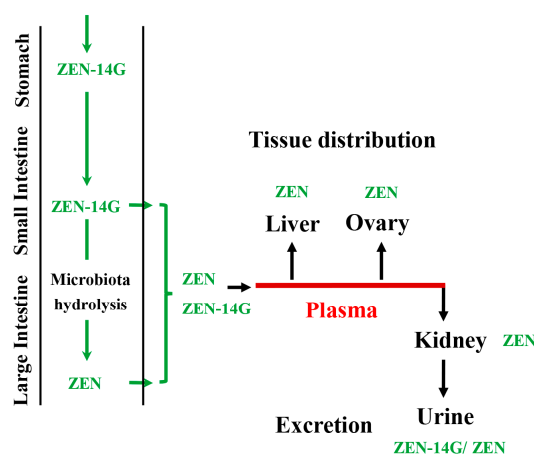 Stomach
ZEN-14G
Small Intestine
ZEN-14G
Large Intestine
Microbiota
hydrolysis
ZEN
ZEN
ZEN-14G
Tissue distribution
ZEN
Liver
ZEN
Ovary
Plasma
Kidney
ZEN
Excretion
Urine
ZEN-14G/ ZEN